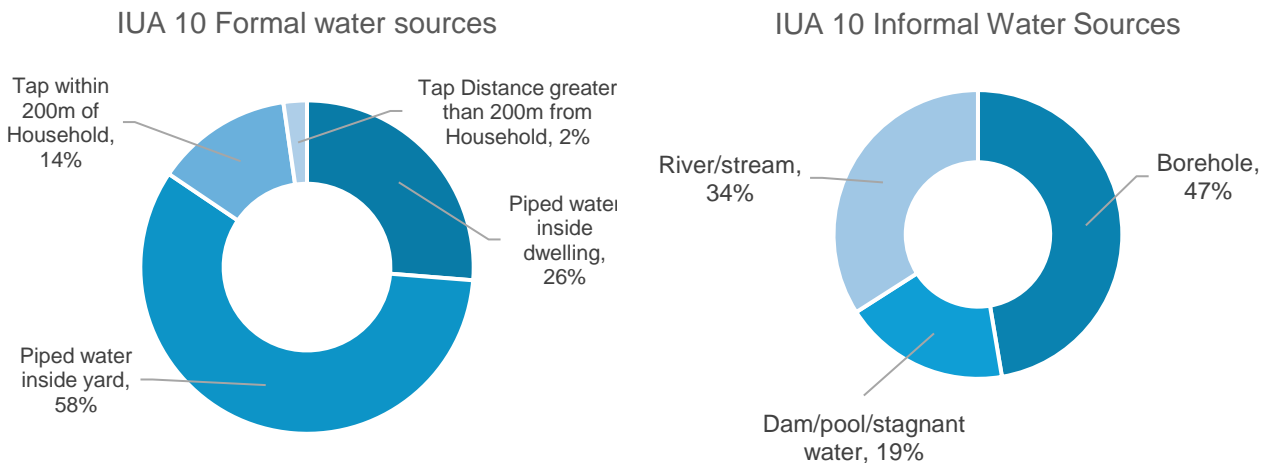 IUA 10 Formal water sources
Tap within
200m of
Household,
14%
Tap Distance greater
than 200m from
Household, 2%
Piped water
inside
dwelling,
26%
Piped water
inside yard,
58%
IUA 10 Informal Water Sources
River/stream,
34%
Borehole,
47%
Dam/pool/stagnant
water, 19%